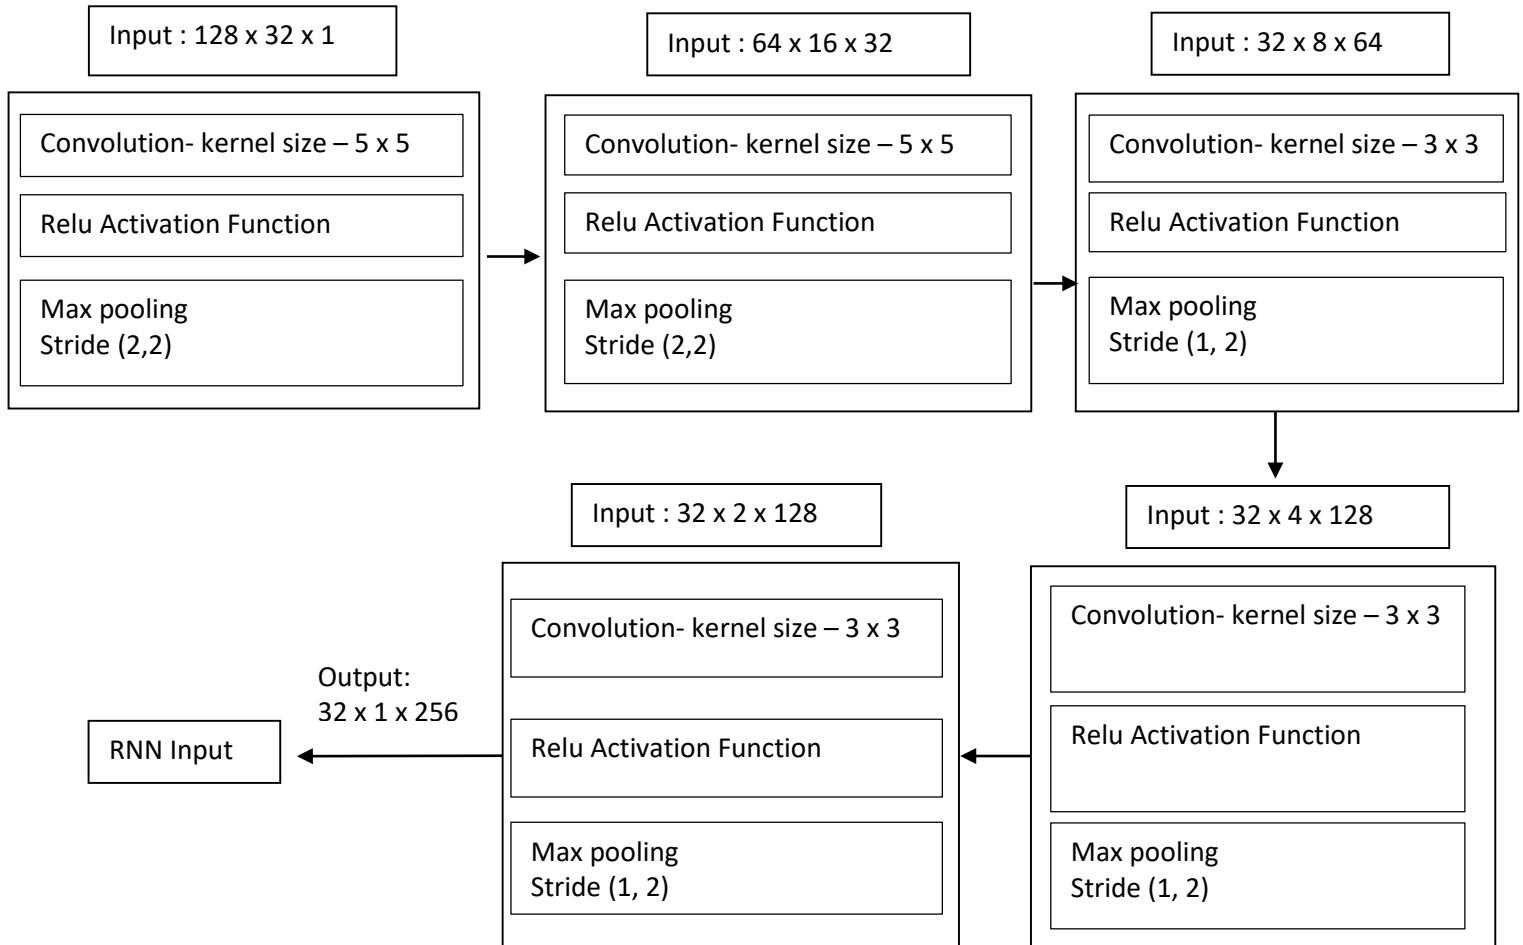 Input : 128 x 32 x 1
Convolution- kernel size – 5 x 5
Relu Activation Function
Max pooling
Stride (2,2)
Input : 64 x 16 x 32
Convolution- kernel size – 5 x 5
Relu Activation Function
Max pooling
Stride (2,2)
Input : 32 x 8 x 64
Convolution- kernel size – 3 x 3
Relu Activation Function
Max pooling
Stride (1, 2)
Input : 32 x 4 x 128
Convolution- kernel size – 3 x 3
Relu Activation Function
Max pooling
Stride (1, 2)
Input : 32 x 2 x 128
Convolution- kernel size – 3 x 3
Relu Activation Function
Max pooling
Stride (1, 2)
Output:
32 x 1 x 256
RNN Input